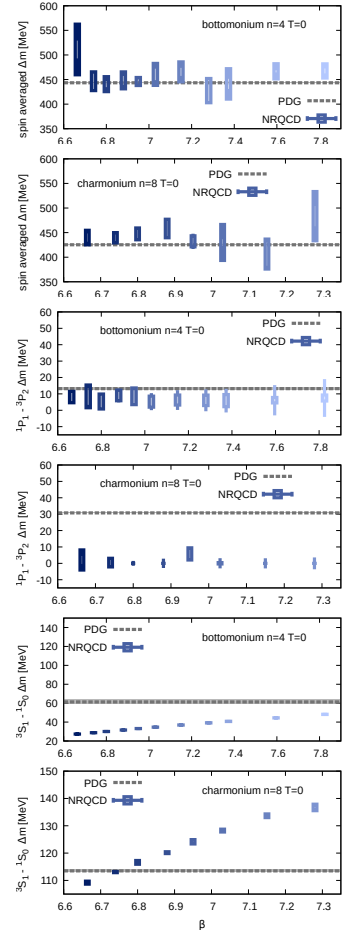 spin averaged Δm [MeV]
600
550
500
450
400
350
bottomonium n=4 T=0
PDG
NRQCD
6.6 6.8 7 7.2 7.4 7.6 7.8
spin averaged Δm [MeV]
600
550
500
450
400
350
charmonium n=8 T=0
PDG
NRQCD
6.6 6.7 6.8 6.9 7 7.1 7.2 7.3
¹P₁ - ³P₂ Δm [MeV]
60
50
40
30
20
10
0
-10
bottomonium n=4 T=0
PDG
NRQCD
6.6 6.8 7 7.2 7.4 7.6 7.8
¹P₁ - ³P₂ Δm [MeV]
60
50
40
30
20
10
0
-10
charmonium n=8 T=0
PDG
NRQCD
6.6 6.7 6.8 6.9 7 7.1 7.2 7.3
³S₁ - ¹S₀ Δm [MeV]
140
120
100
80
60
40
20
PDG
NRQCD
bottomonium n=4 T=0
6.6 6.8 7 7.2 7.4 7.6 7.8
³S₁ - ¹S₀ Δm [MeV]
150
140
130
120
110
PDG
NRQCD
charmonium n=8 T=0
6.6 6.7 6.8 6.9 7 7.1 7.2 7.3
β